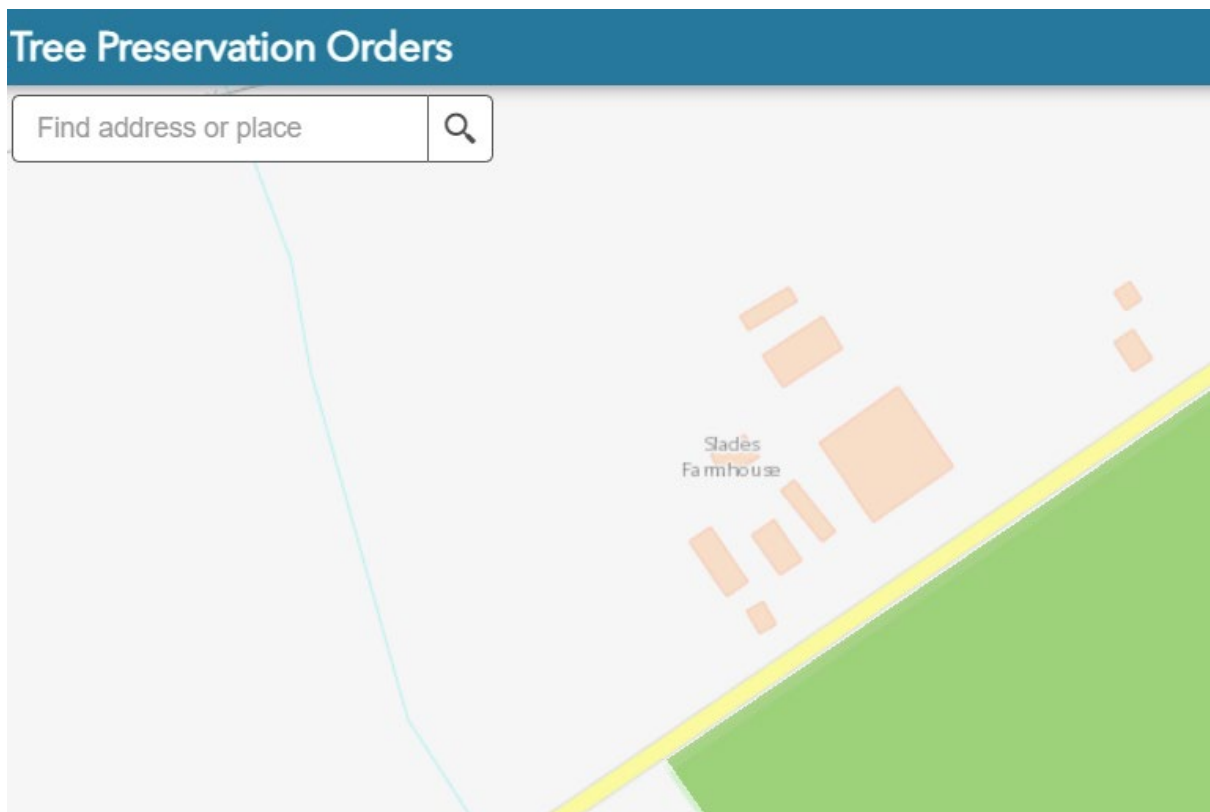 Tree Preservation Orders
Find address or place
Slades
Farmhouse